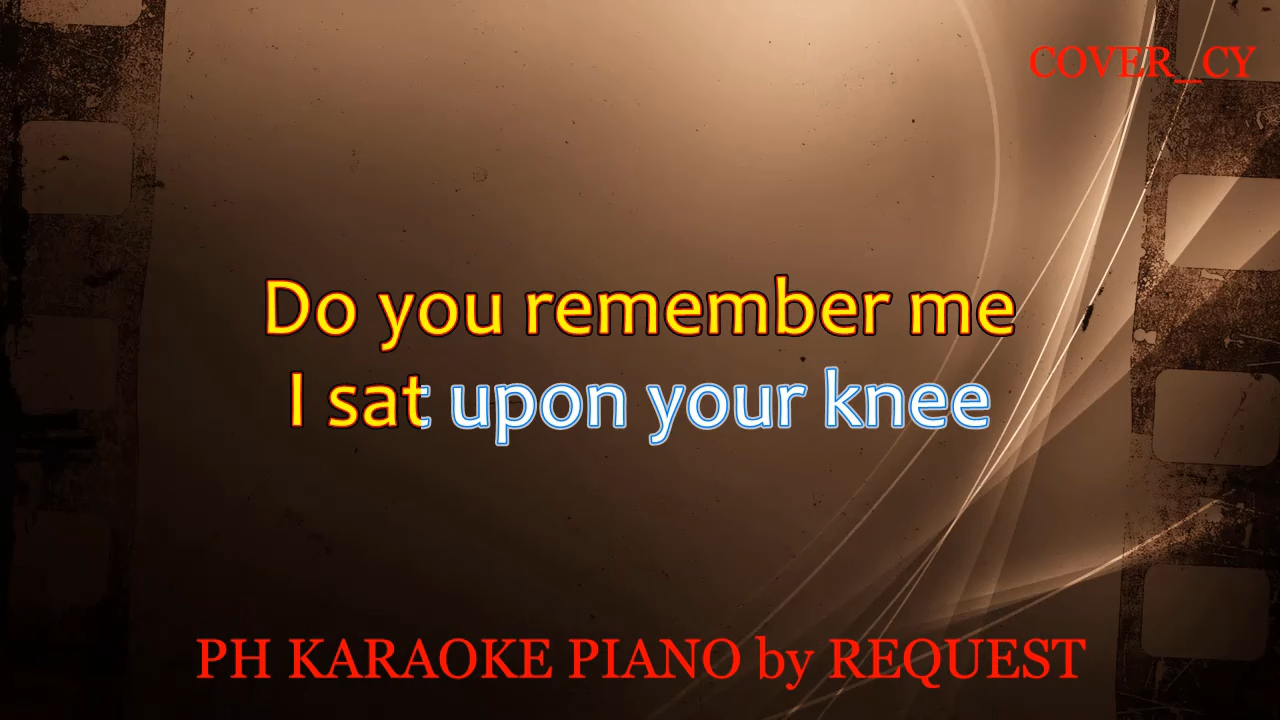 COVER_CY
Do you remember me
I sat upon your knee
PH KARAOKE PIANO by REQUEST